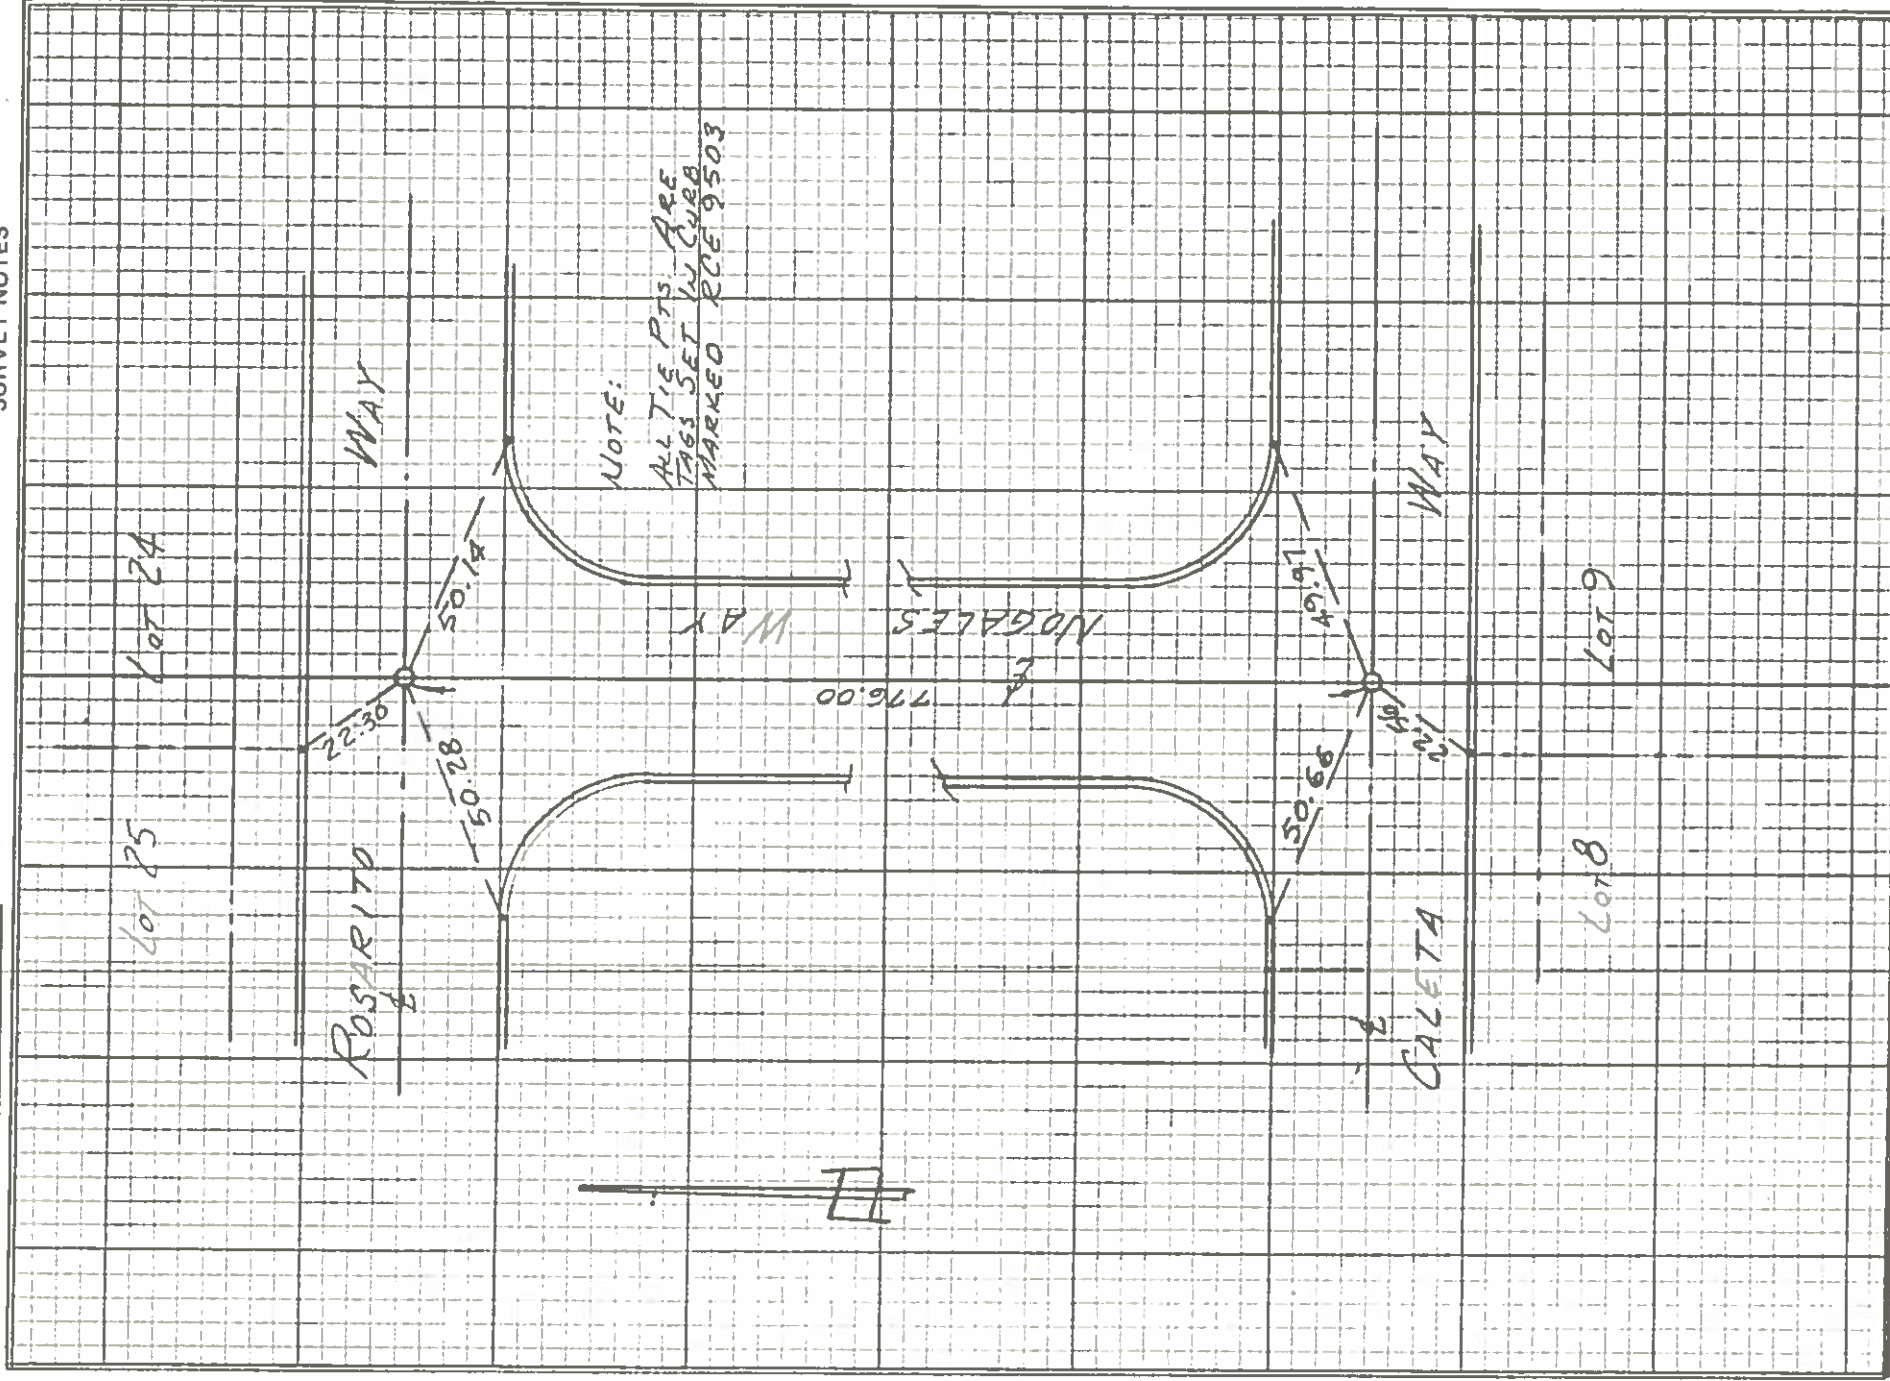 SURVEY NOTES
LOT 25
LOT 24
ROSARITO WAY
℄
22.30
50.28
50.14
NOTE:
ALL TIE PTS. ARE
TAGS SET IN CURB
MARKED RCE 9503
NOGALES WAY
℄
776.00
50.66
49.97
CALETA WAY
℄
LOT 8
LOT 9